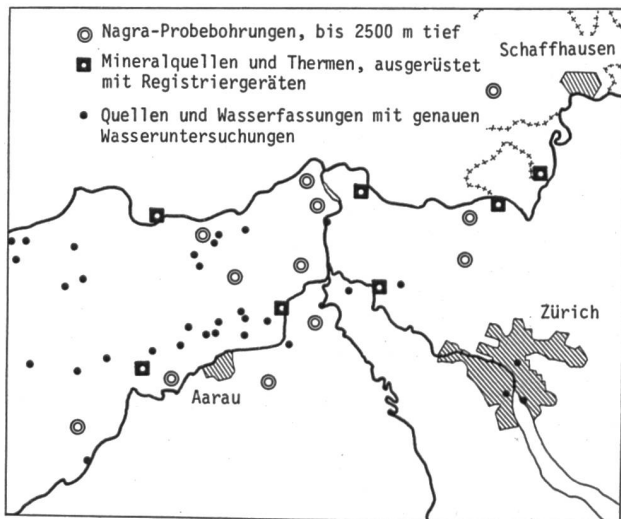 Nagra-Probebohrungen, bis 2500 m tief
Mineralquellen und Thermen, ausgerüstet
mit Registriergeräten
Quellen und Wasserfassungen mit genauen
Wasseruntersuchungen
Schaffhausen
Zürich
Aarau